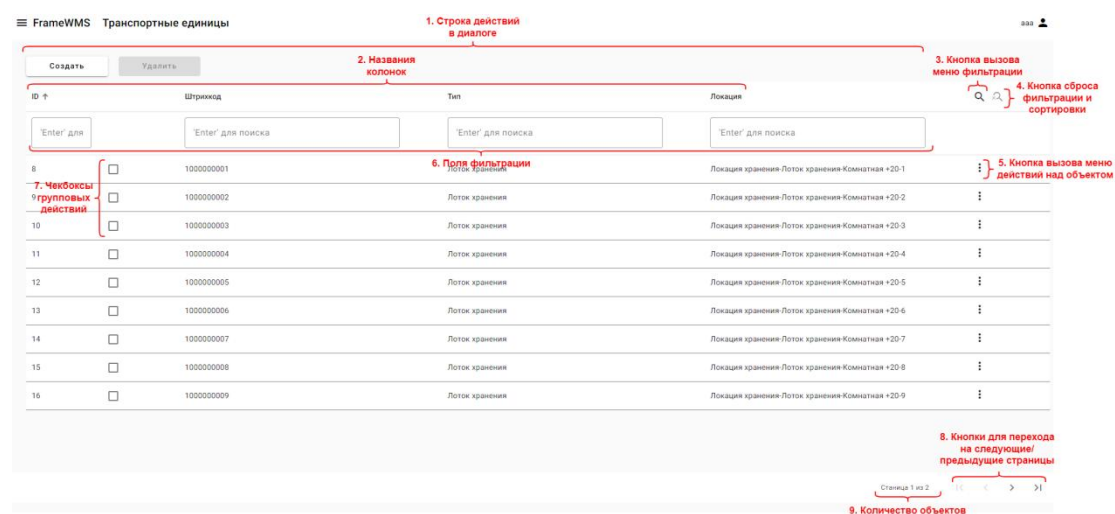 FrameWMS Транспортные единицы
1. Строка действий
в диалоге
aaa
Создать
Удалить
2. Названия
колонок
3. Кнопка вызова
меню фильтрации
ID
Штрихкод
Тип
Локация
4. Кнопка сброса
фильтрации и
сортировки
'Enter' для
'Enter' для поиска
'Enter' для поиска
'Enter' для поиска
6. Поля фильтрации
8 1000000001 Лоток хранения Локация хранения-Лоток хранения-Комнатная +20-1
5. Кнопка вызова меню
действий над объектом
7. Чекбоксы
групповых
действий
9 1000000002 Лоток хранения Локация хранения-Лоток хранения-Комнатная +20-2
10 1000000003 Лоток хранения Локация хранения-Лоток хранения-Комнатная +20-3
11 1000000004 Лоток хранения Локация хранения-Лоток хранения-Комнатная +20-4
12 1000000005 Лоток хранения Локация хранения-Лоток хранения-Комнатная +20-5
13 1000000006 Лоток хранения Локация хранения-Лоток хранения-Комнатная +20-6
14 1000000007 Лоток хранения Локация хранения-Лоток хранения-Комнатная +20-7
15 1000000008 Лоток хранения Локация хранения-Лоток хранения-Комнатная +20-8
16 1000000009 Лоток хранения Локация хранения-Лоток хранения-Комнатная +20-9
8. Кнопки для перехода
на следующие/
предыдущие страницы
Станица 1 из 2
9. Количество объектов